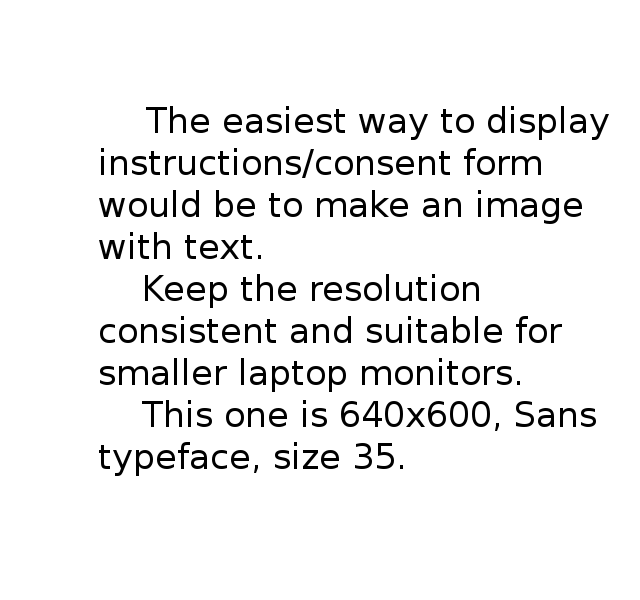 The easiest way to display
instructions/consent form
would be to make an image
with text.
Keep the resolution
consistent and suitable for
smaller laptop monitors.
This one is 640x600, Sans
typeface, size 35.